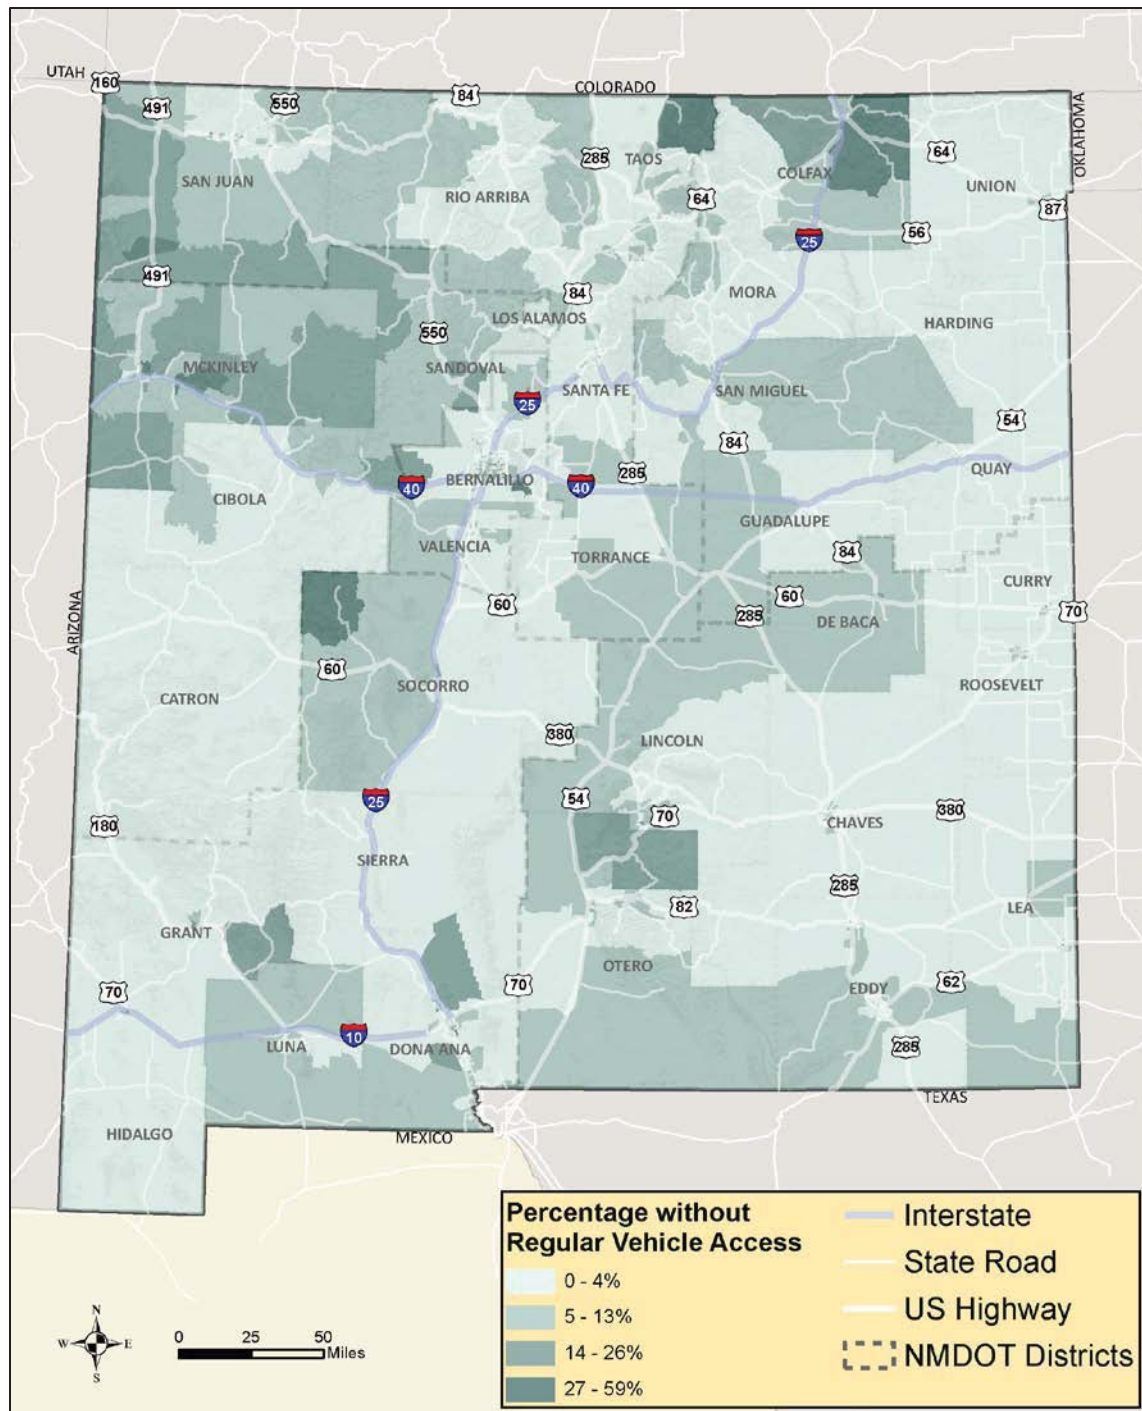 UTAH
160
COLORADO
491
550
84
OKLAHOMA
285
TAOS
64
COLFAX
64
SAN JUAN
RIO ARRIBA
UNION
64
87
25
56
491
84
MORA
LOS ALAMOS
550
HARDING
MCKINLEY
SANDOVAL
SANTA FE
SAN MIGUEL
25
54
84
285
QUAY
BERNALILLO
40
40
CIBOLA
GUADALUPE
VALENCIA
TORRANCE
84
CURRY
ARIZONA
60
60
285
DE BACA
70
60
CATRON
SOCORRO
ROOSEVELT
380
LINCOLN
25
54
70
380
180
CHAVES
SIERRA
285
82
LEA
GRANT
OTERO
70
70
EDDY
62
10
LUNA
DONA ANA
285
TEXAS
HIDALGO
MEXICO
Percentage without
Regular Vehicle Access
0 - 4%
5 - 13%
14 - 26%
27 - 59%
Interstate
State Road
US Highway
NMDOT Districts
N
W
E
S
0
25
50
Miles